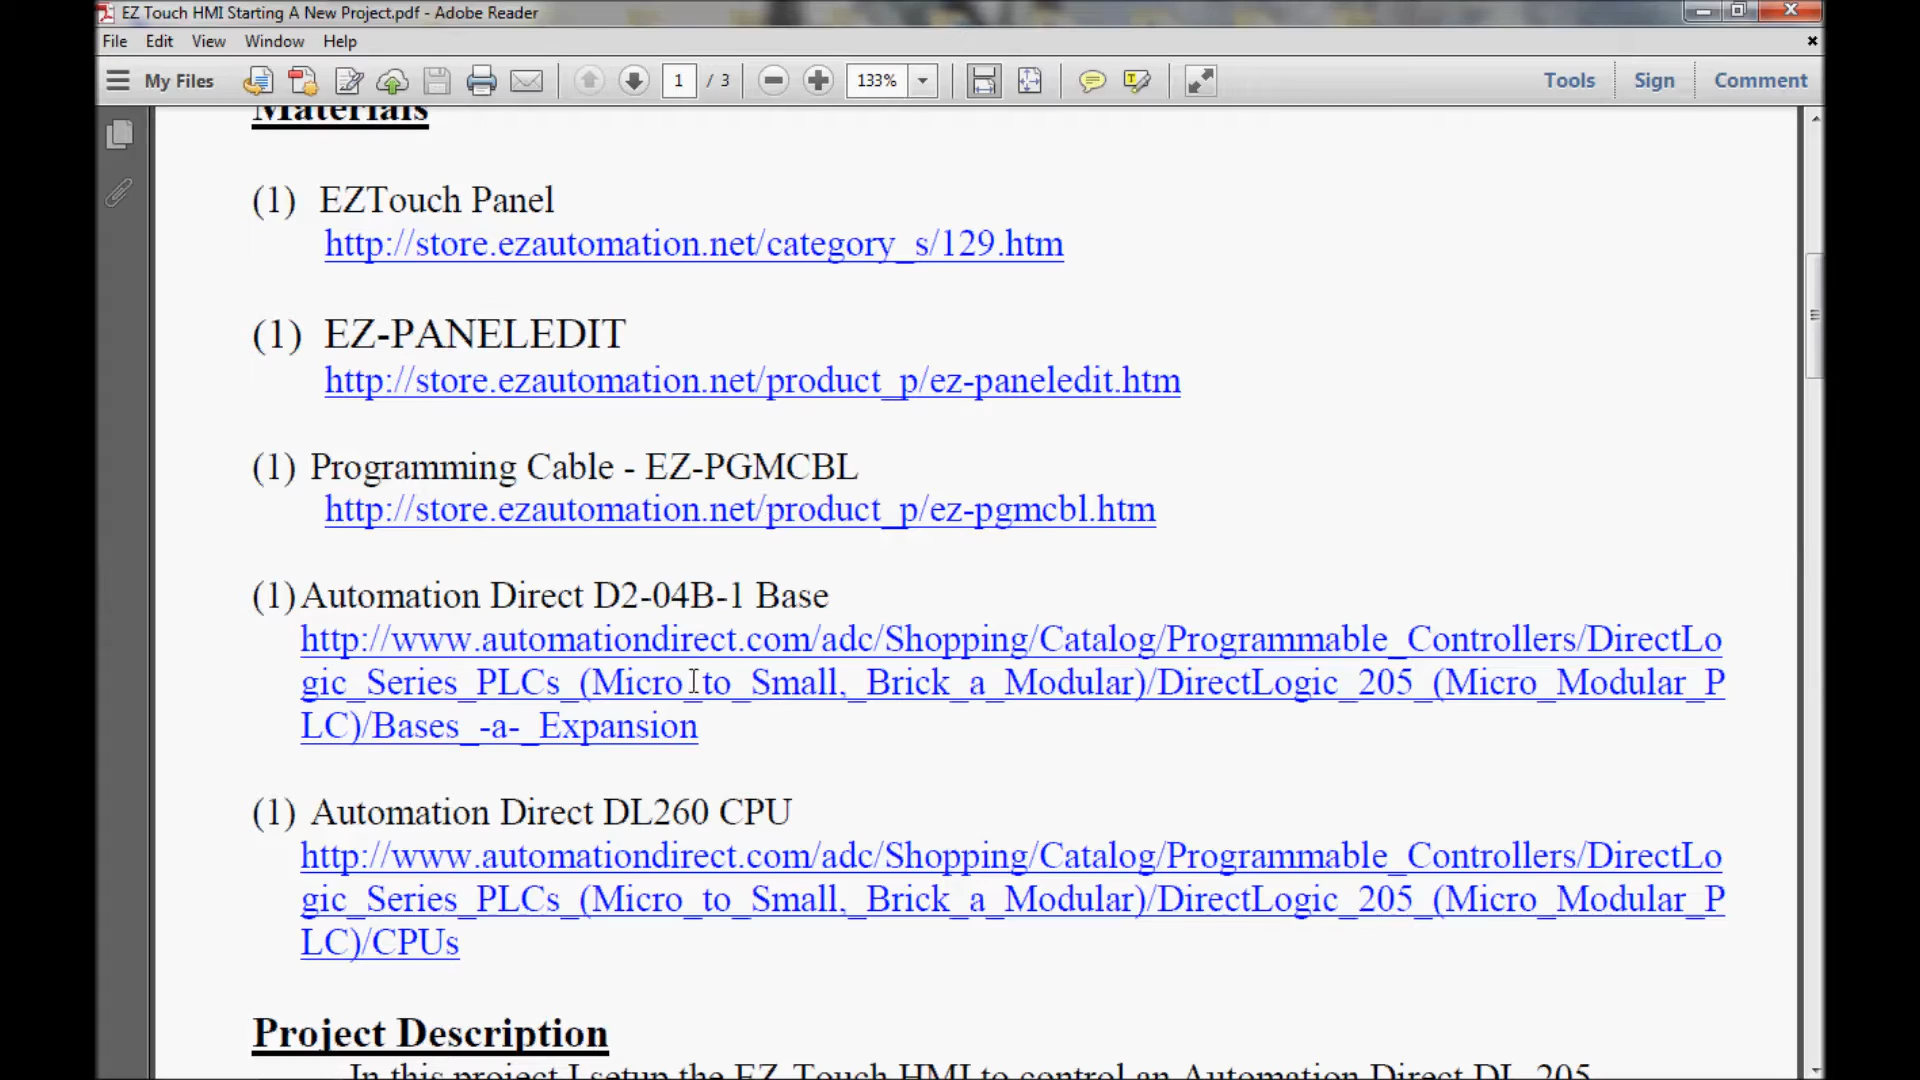 EZ Touch HMI Starting A New Project.pdf - Adobe Reader
File Edit View Window Help
My Files 1 / 3 133% Tools Sign Comment
Materials
(1) EZTouch Panel
http://store.ezautomation.net/category_s/129.htm
(1) EZ-PANELEDIT
http://store.ezautomation.net/product_p/ez-paneledit.htm
(1) Programming Cable - EZ-PGMCBL
http://store.ezautomation.net/product_p/ez-pgmcbl.htm
(1) Automation Direct D2-04B-1 Base
http://www.automationdirect.com/adc/Shopping/Catalog/Programmable_Controllers/DirectLo
gic_Series_PLCs_(Micro_to_Small,_Brick_a_Modular)/DirectLogic_205_(Micro_Modular_P
LC)/Bases_-a-_Expansion
(1) Automation Direct DL260 CPU
http://www.automationdirect.com/adc/Shopping/Catalog/Programmable_Controllers/DirectLo
gic_Series_PLCs_(Micro_to_Small,_Brick_a_Modular)/DirectLogic_205_(Micro_Modular_P
LC)/CPUs
Project Description
In this project I setup the EZ Touch HMI to control an Automation Direct DL 205